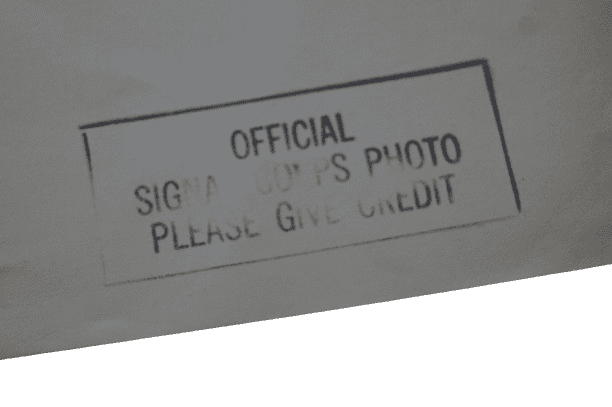 OFFICIAL
SIGNAL CORPS PHOTO
PLEASE GIVE CREDIT